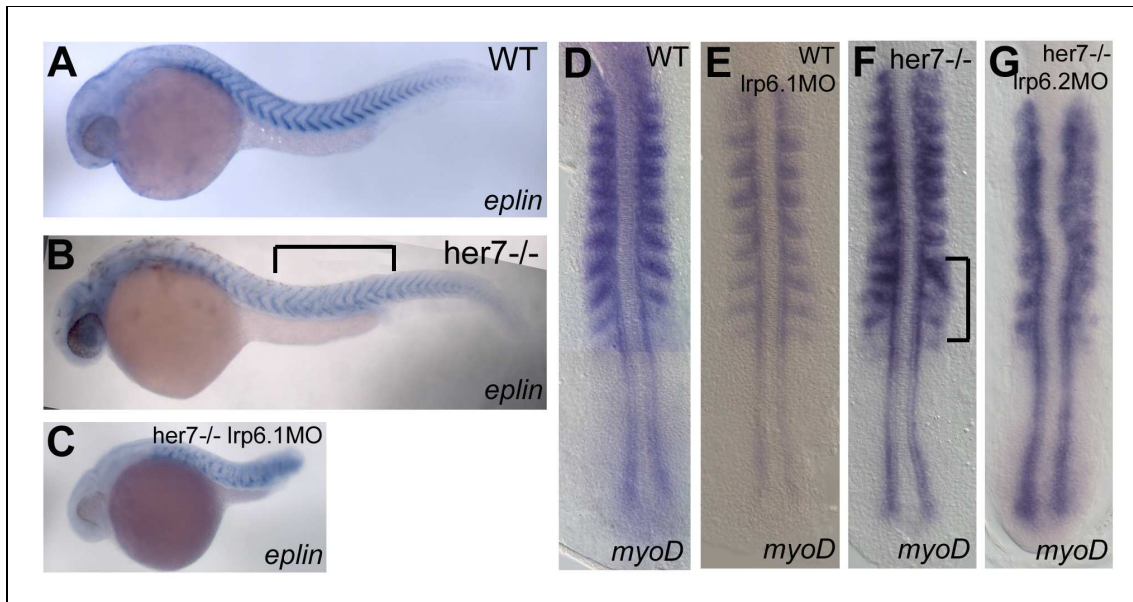 A
WT
eplin
B
her7-/-
eplin
C
her7-/- lrp6.1MO
eplin
D
WT
myoD
E
WT
lrp6.1MO
myoD
F
her7-/-
myoD
G
her7-/-
lrp6.2MO
myoD